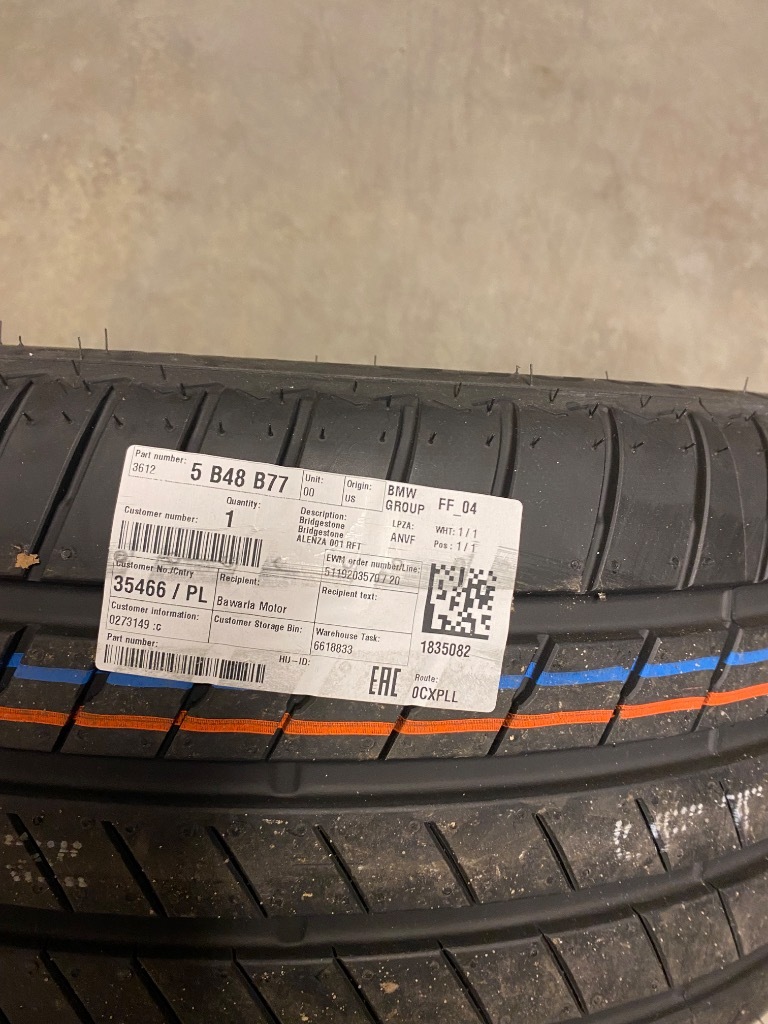 Part number:
3612 5 B48 B77
Unit:
00
Origin:
US
BMW
GROUP
FF_04
Quantity:
1
Customer number:
Description:
Bridgestone
Bridgestone
ALENZA 001 RFT
LPZA:
ANVF
WHT: 1 / 1
Pos : 1 / 1
Customer No./Cntry
35466 / PL
Recipient:
Bawaria Motor
EWM order number/Line:
5119203570 / 20
Recipient text:
Customer information:
0273149 :c
Customer Storage Bin:
Warehouse Task:
6618833
1835082
Part number:
HU-ID:
EAC
Route:
0CXPLL